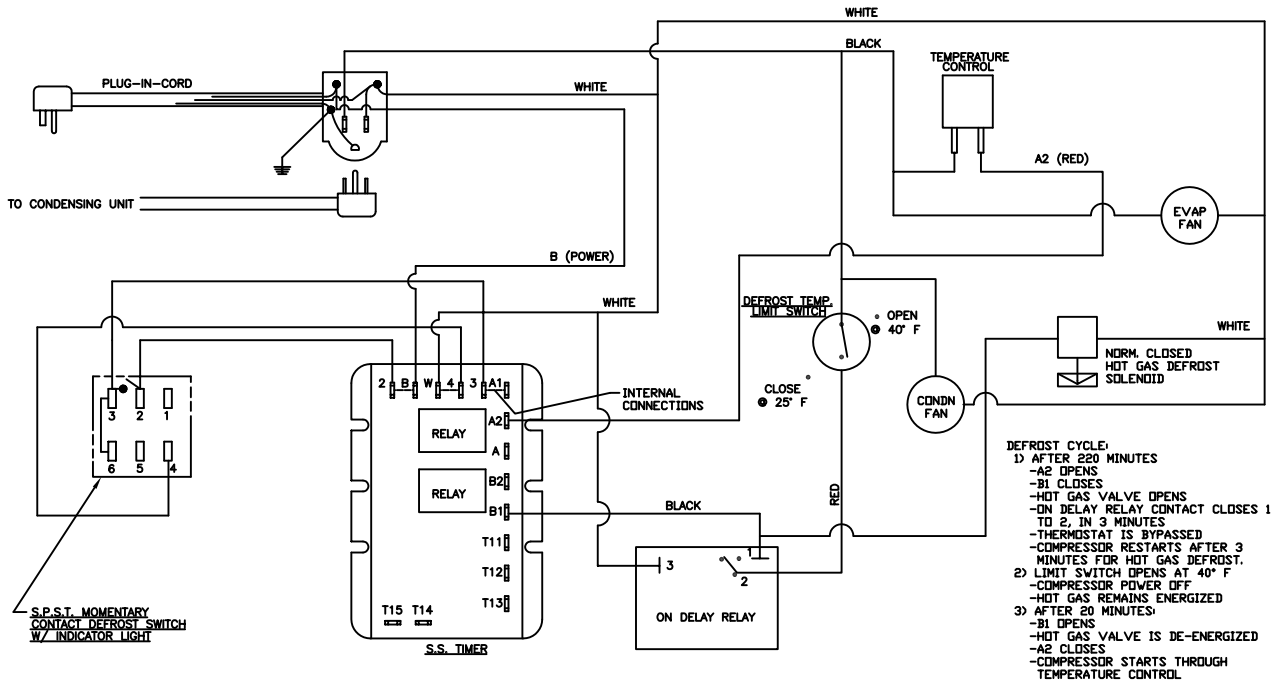 WHITE
BLACK
TEMPERATURE
CONTROL
PLUG-IN-CORD
WHITE
A2 (RED)
TO CONDENSING UNIT
EVAP
FAN
B (POWER)
WHITE
DEFROST TEMP.
LIMIT SWITCH
OPEN
40° F
WHITE
NORM. CLOSED
HOT GAS DEFROST
SOLENOID
CLOSE
25° F
CONDN
FAN
2 B W 4 3 A1
INTERNAL
CONNECTIONS
RELAY
A2
A
RELAY
B2
B1
T11
T12
T13
T15 T14
S.S. TIMER
3 2 1
6 5 4
S.P.S.T. MOMENTARY
CONTACT DEFROST SWITCH
W/ INDICATOR LIGHT
BLACK
RED
3
1
2
ON DELAY RELAY
DEFROST CYCLE:
1) AFTER 220 MINUTES
-A2 OPENS
-B1 CLOSES
-HOT GAS VALVE OPENS
-ON DELAY RELAY CONTACT CLOSES 1
TO 2, IN 3 MINUTES
-THERMOSTAT IS BYPASSED
-COMPRESSOR RESTARTS AFTER 3
MINUTES FOR HOT GAS DEFROST.
2) LIMIT SWITCH OPENS AT 40° F
-COMPRESSOR POWER OFF
-HOT GAS REMAINS ENERGIZED
3) AFTER 20 MINUTES:
-B1 OPENS
-HOT GAS VALVE IS DE-ENERGIZED
-A2 CLOSES
-COMPRESSOR STARTS THROUGH
TEMPERATURE CONTROL